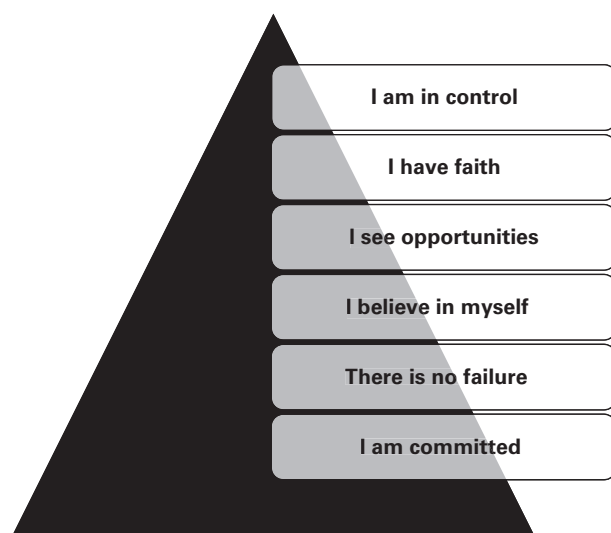 I am in control
I have faith
I see opportunities
I believe in myself
There is no failure
I am committed